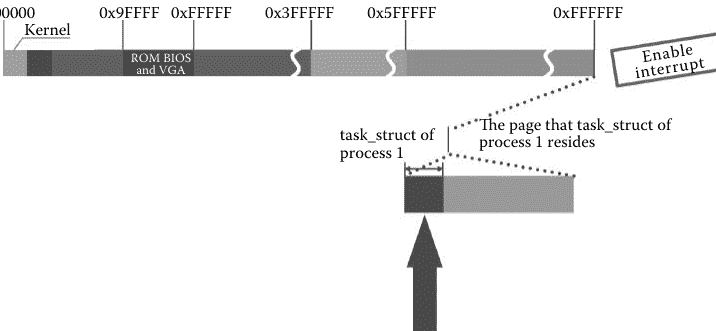 00000 0x9FFFF 0xFFFFF 0x3FFFFF 0x5FFFFF 0xFFFFFF
Kernel
ROM BIOS
and VGA
Enable
interrupt
task_struct of
process 1
The page that task_struct of
process 1 resides